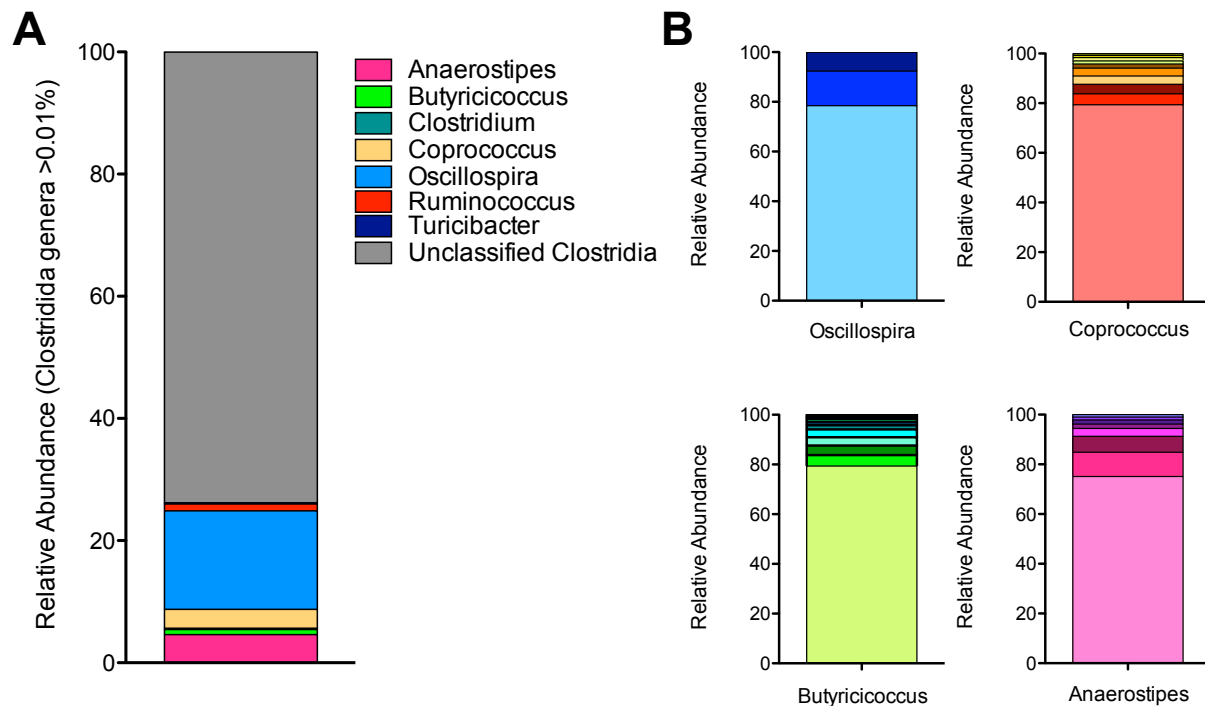 A
Relative Abundance (Clostridida genera >0.01%)
100
80
60
40
20
0
Anaerostipes
Butyricicoccus
Clostridium
Coprococcus
Oscillospira
Ruminococcus
Turicibacter
Unclassified Clostridia
B
Relative Abundance
100
80
60
40
20
0
Oscillospira
Relative Abundance
100
80
60
40
20
0
Coprococcus
Relative Abundance
100
80
60
40
20
0
Butyricicoccus
Relative Abundance
100
80
60
40
20
0
Anaerostipes